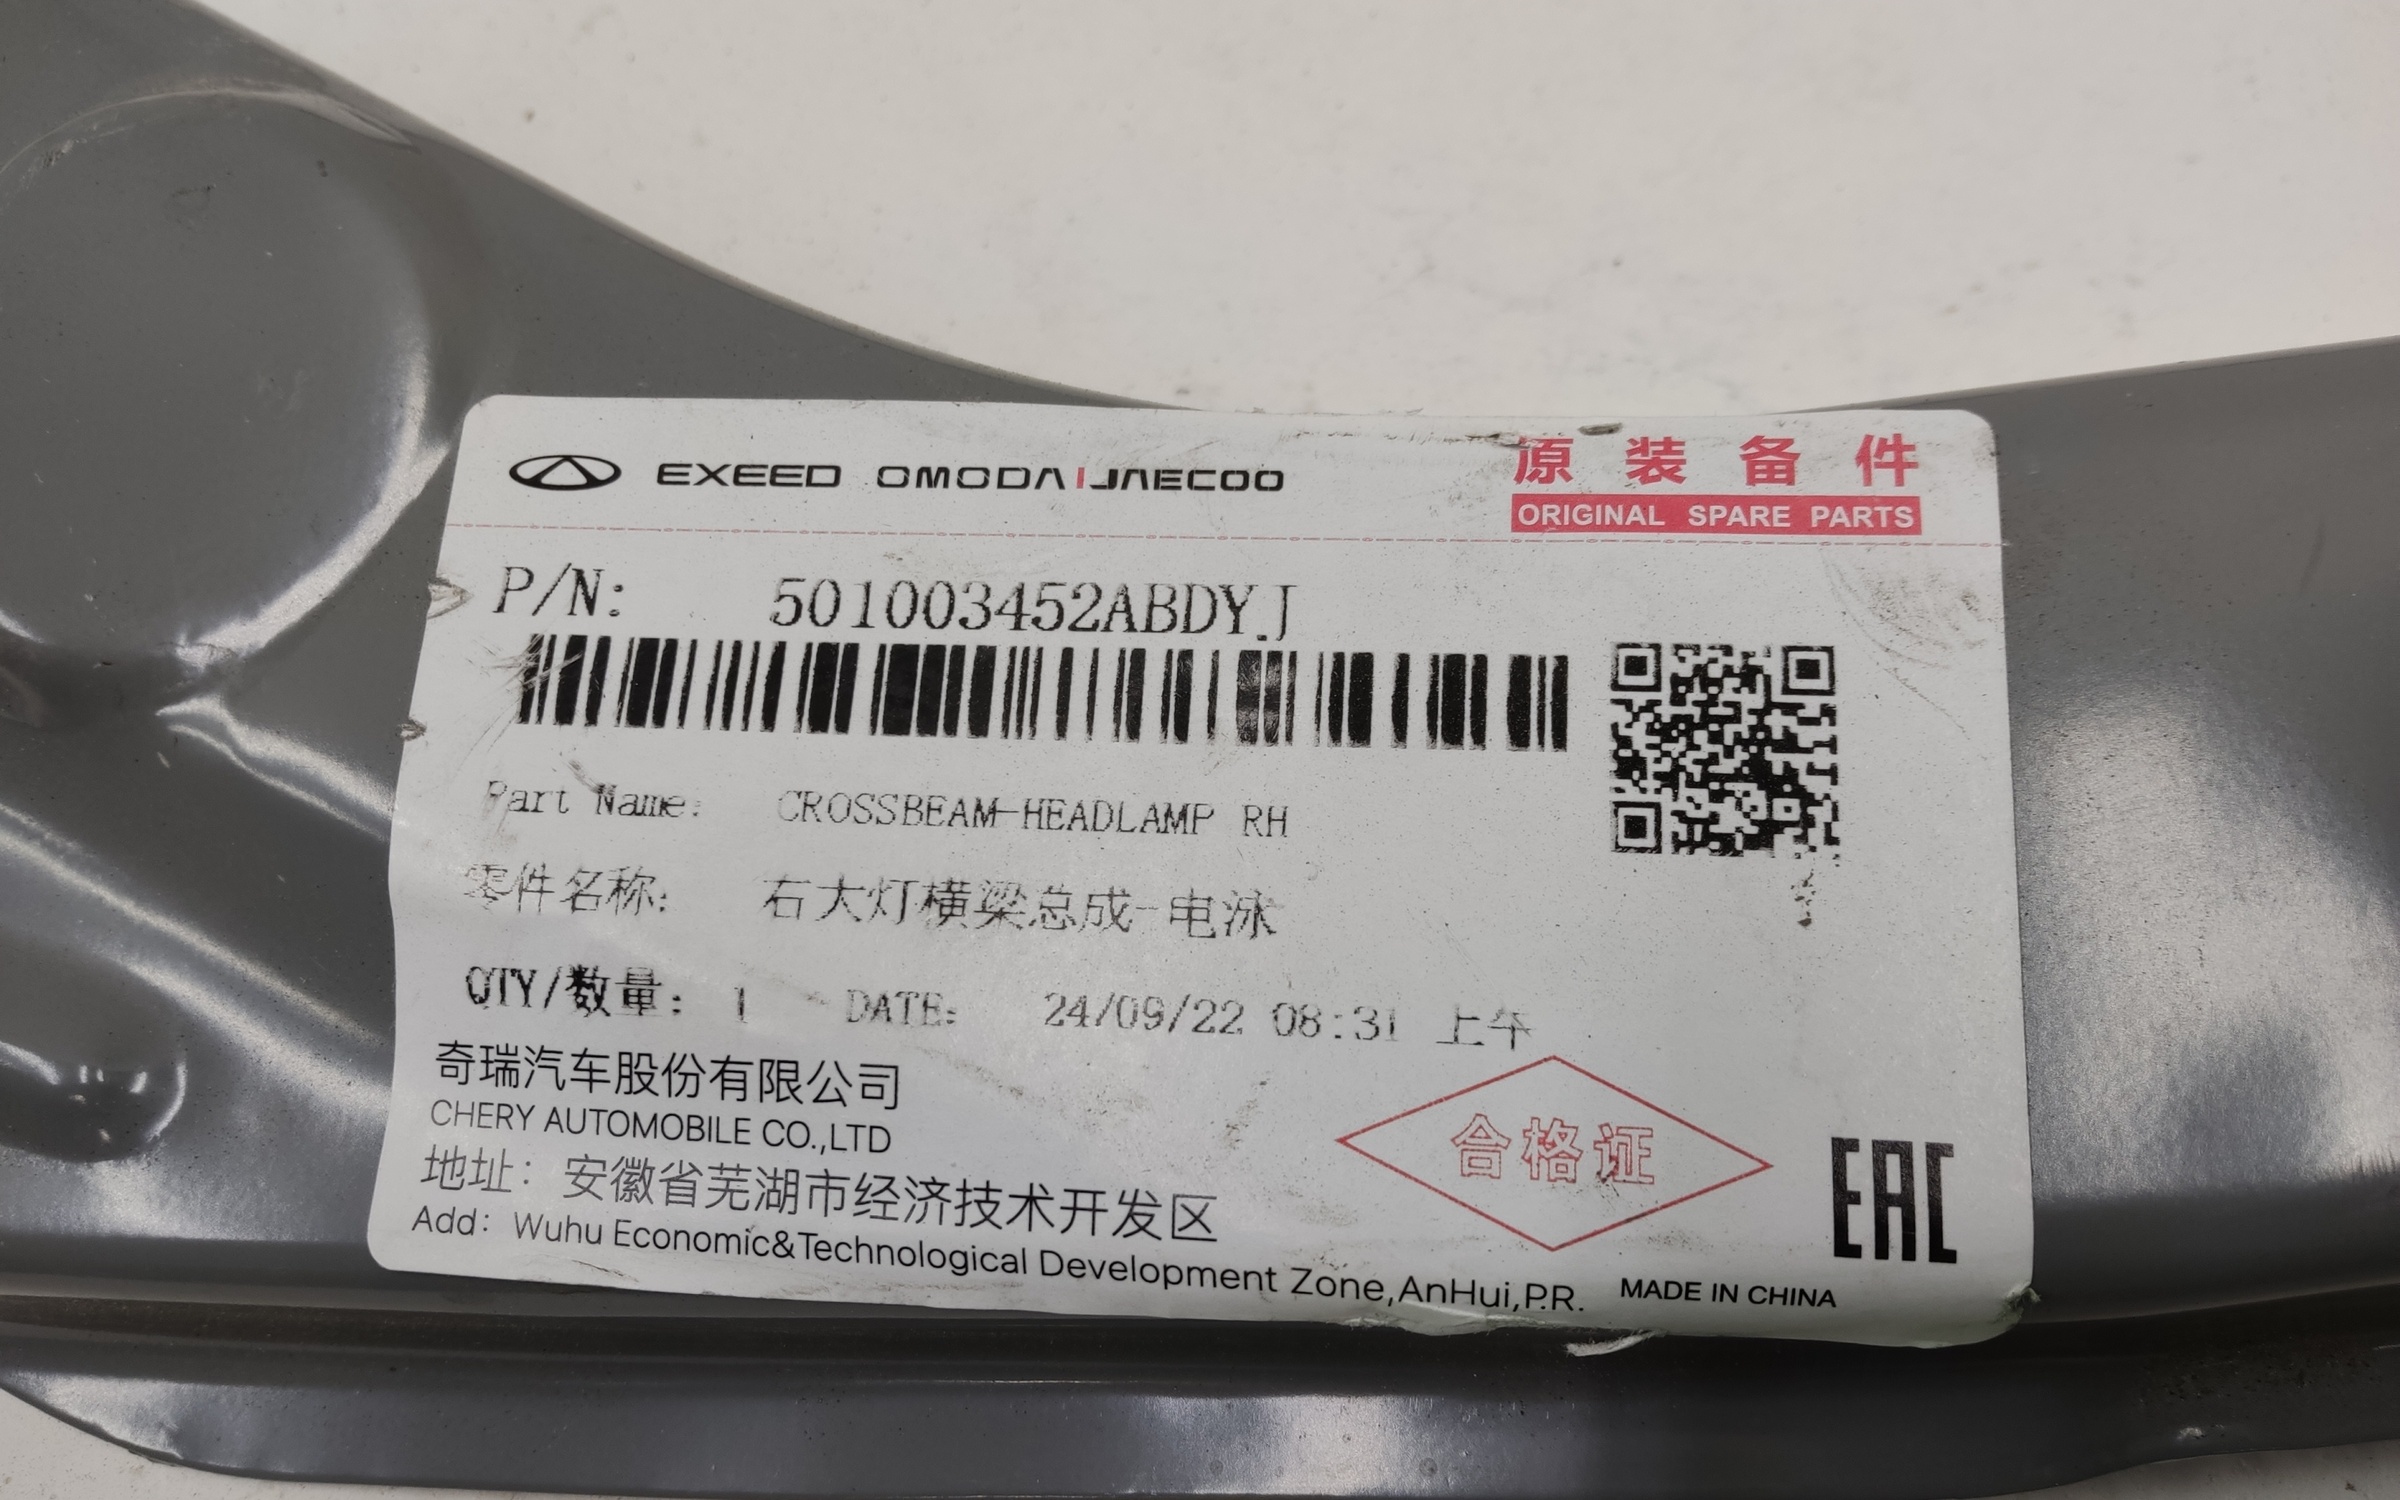 EXEED OMODA|JAECOO
原装备件
ORIGINAL SPARE PARTS
P/N: 501003452ABDYJ
Part Name: CROSSBEAM-HEADLAMP RH
零件名称: 右大灯横梁总成-电泳
QTY/数量: 1 DATE: 24/09/22 08:31 上午
奇瑞汽车股份有限公司
CHERY AUTOMOBILE CO.,LTD
合格证
地址：安徽省芜湖市经济技术开发区
EAC
Add: Wuhu Economic&Technological Development Zone,AnHui,P.R. MADE IN CHINA